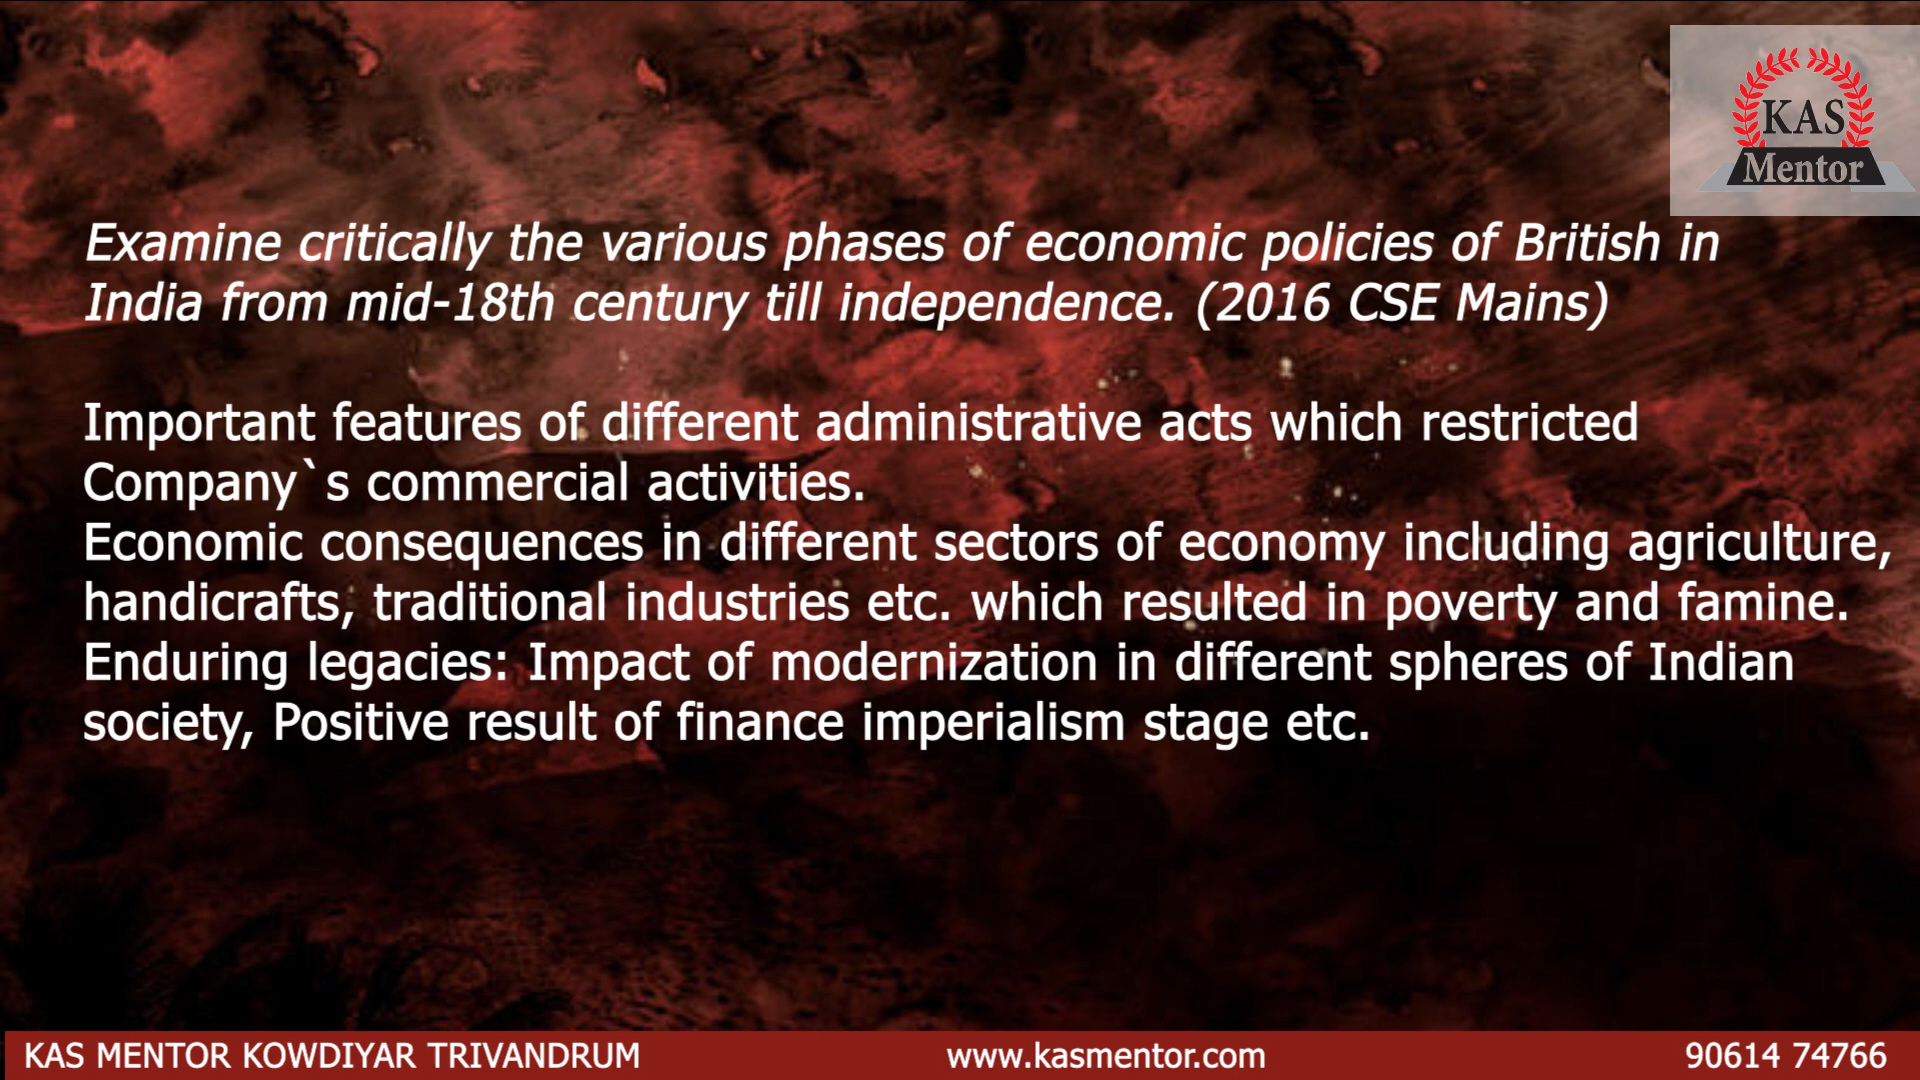 KAS
Mentor
Examine critically the various phases of economic policies of British in
India from mid-18th century till independence. (2016 CSE Mains)
Important features of different administrative acts which restricted
Company`s commercial activities.
Economic consequences in different sectors of economy including agriculture,
handicrafts, traditional industries etc. which resulted in poverty and famine.
Enduring legacies: Impact of modernization in different spheres of Indian
society, Positive result of finance imperialism stage etc.
KAS MENTOR KOWDIYAR TRIVANDRUM
www.kasmentor.com
90614 74766